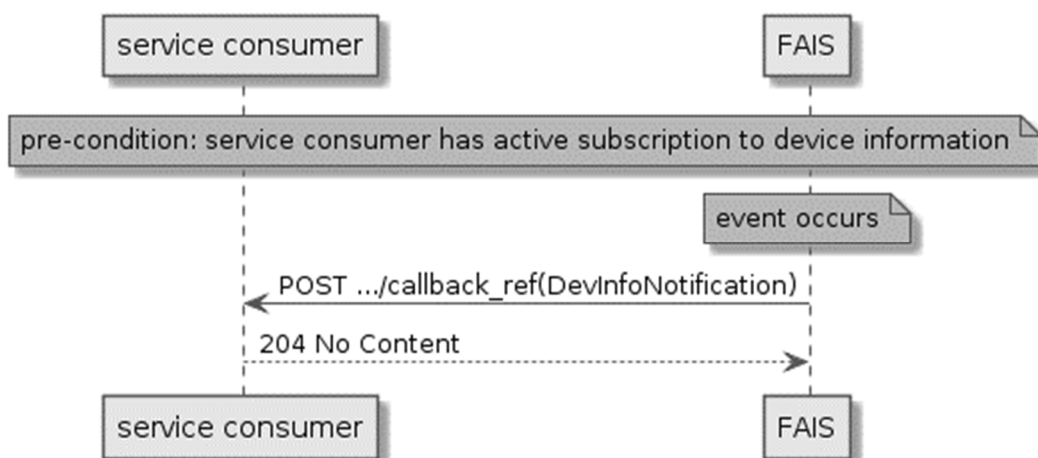 service consumer FAIS
pre-condition: service consumer has active subscription to device information
event occurs
POST .../callback_ref(DevInfoNotification)
204 No Content
service consumer FAIS